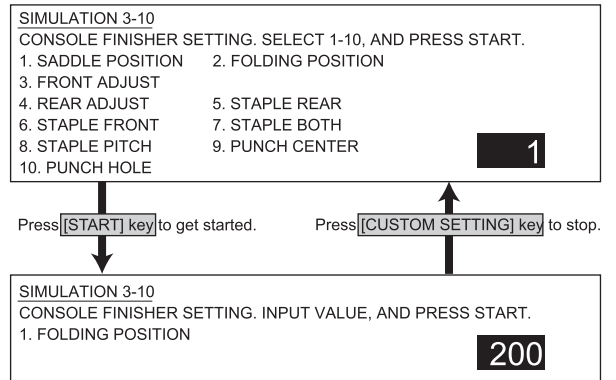 SIMULATION 3-10
CONSOLE FINISHER SETTING. SELECT 1-10, AND PRESS START.
1. SADDLE POSITION 2. FOLDING POSITION
3. FRONT ADJUST
4. REAR ADJUST 5. STAPLE REAR
6. STAPLE FRONT 7. STAPLE BOTH
8. STAPLE PITCH 9. PUNCH CENTER
10. PUNCH HOLE
1
Press [START] key to get started. Press [CUSTOM SETTING] key to stop.
SIMULATION 3-10
CONSOLE FINISHER SETTING. INPUT VALUE, AND PRESS START.
1. FOLDING POSITION
200